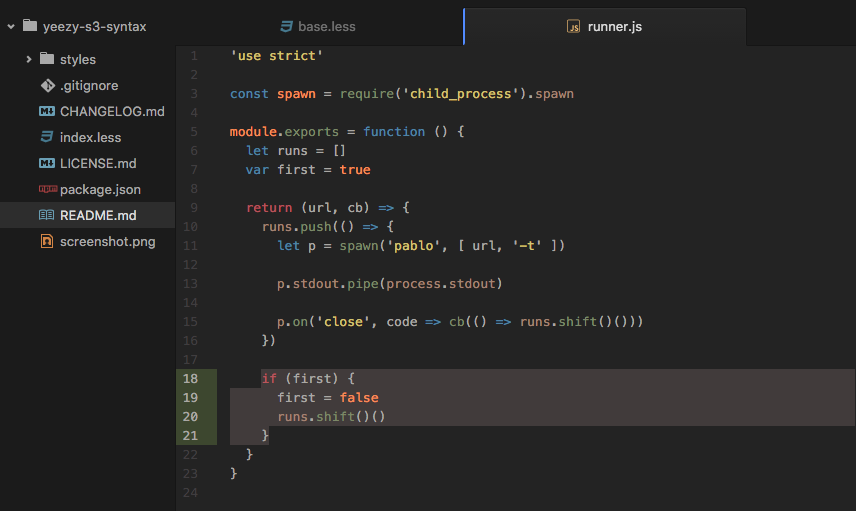 yeezy-s3-syntax
styles
.gitignore
CHANGELOG.md
index.less
LICENSE.md
package.json
README.md
screenshot.png
base.less
runner.js
1 'use strict'
2
3 const spawn = require('child_process').spawn
4
5 module.exports = function () {
6   let runs = []
7   var first = true
8
9   return (url, cb) => {
10     runs.push(() => {
11       let p = spawn('pablo', [ url, '-t' ])
12
13       p.stdout.pipe(process.stdout)
14
15       p.on('close', code => cb(() => runs.shift()()))
16     })
17
18     if (first) {
19       first = false
20       runs.shift()()
21     }
22   }
23 }
24